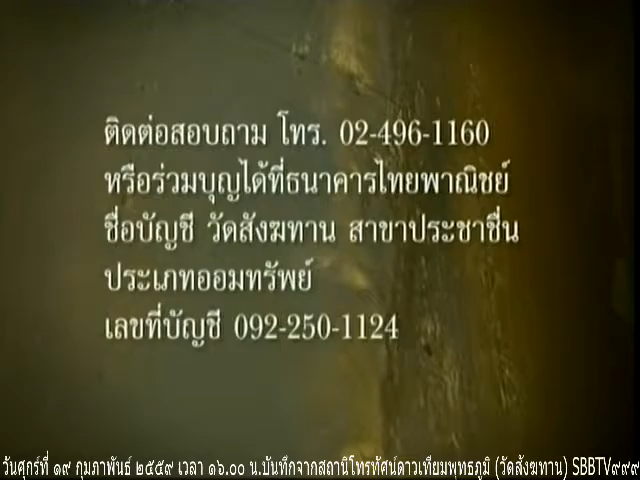 ติดต่อสอบถาม โทร. 02-496-1160
หรือร่วมบุญได้ที่ธนาคารไทยพาณิชย์
ชื่อบัญชี วัดสังฆทาน สาขาประชาชื่น
ประเภทออมทรัพย์
เลขที่บัญชี 092-250-1124
วันศุกร์ที่ ๑๙ กุมภาพันธ์ ๒๕๕๙ เวลา ๑๖.๐๐ น.บันทึกจากสถานีโทรทัศน์ดาวเทียมพุทธภูมิ (วัดสังฆทาน) SBBTV๙๙๙